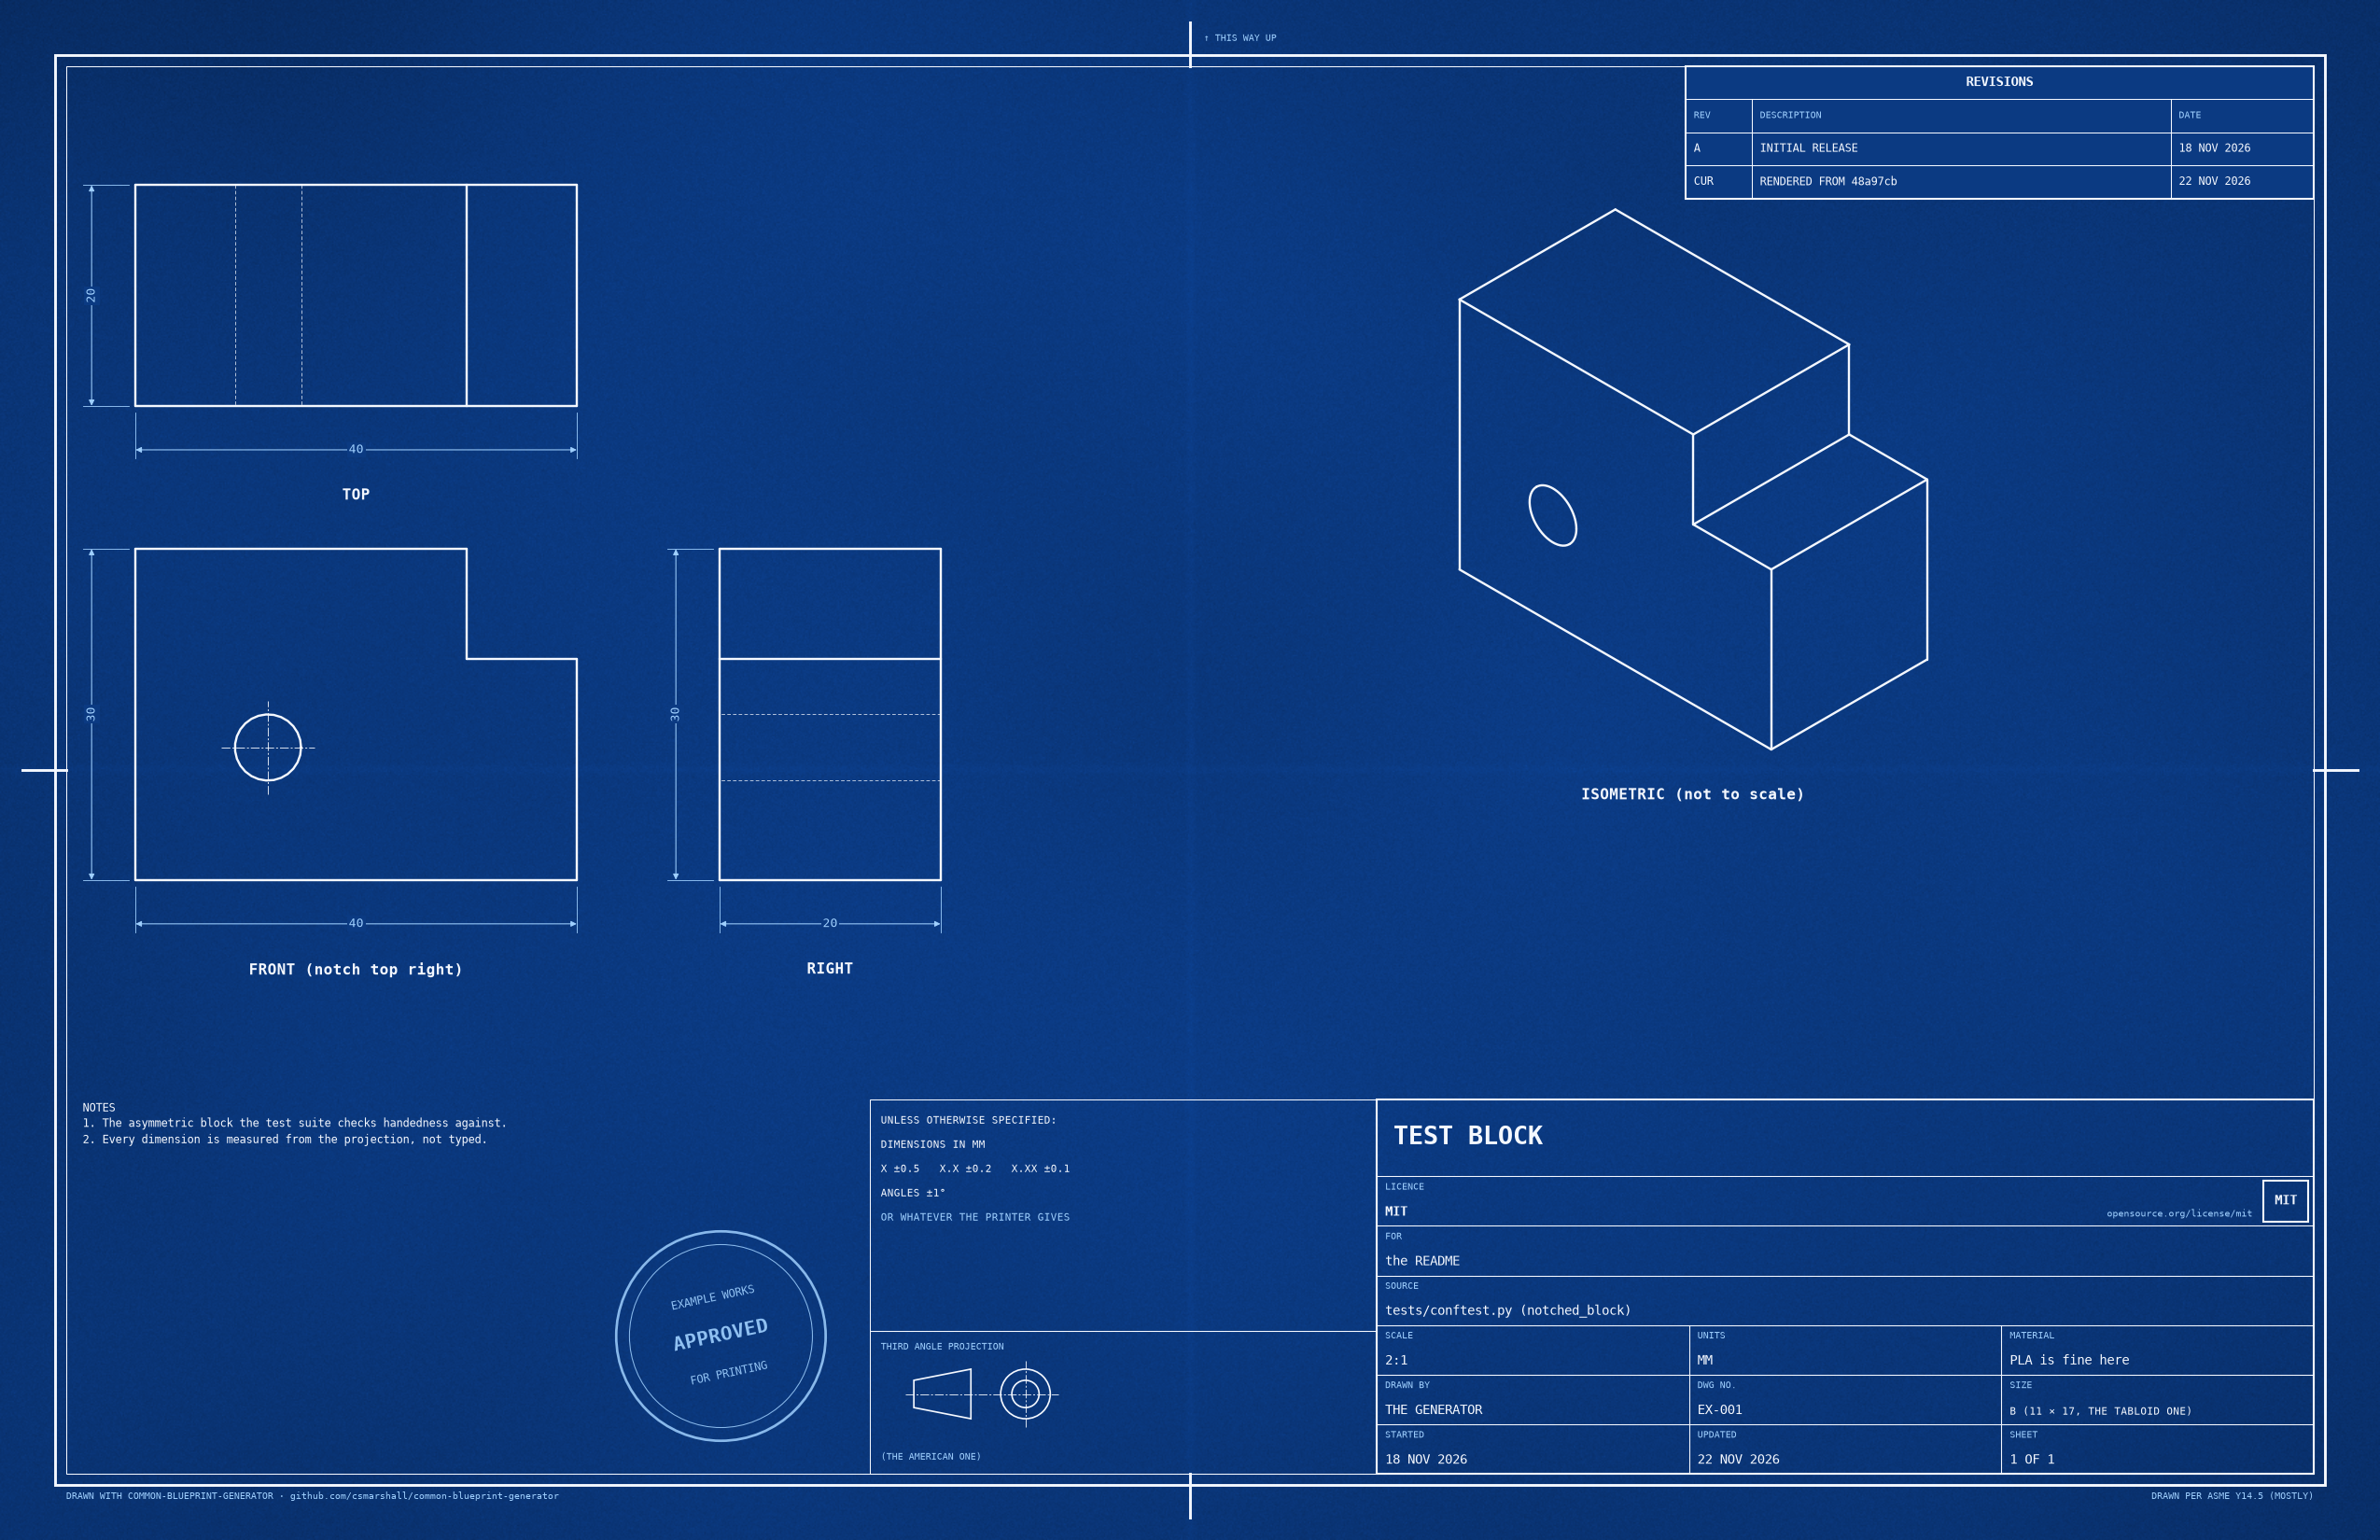 ↑ THIS WAY UP
REVISIONS
REV DESCRIPTION DATE
A INITIAL RELEASE 18 NOV 2026
CUR RENDERED FROM 48a97cb 22 NOV 2026
20
40
TOP
30
40
FRONT (notch top right)
30
20
RIGHT
ISOMETRIC (not to scale)
NOTES
1. The asymmetric block the test suite checks handedness against.
2. Every dimension is measured from the projection, not typed.
EXAMPLE WORKS
APPROVED
FOR PRINTING
UNLESS OTHERWISE SPECIFIED:
DIMENSIONS IN MM
X ±0.5 X.X ±0.2 X.XX ±0.1
ANGLES ±1°
OR WHATEVER THE PRINTER GIVES
THIRD ANGLE PROJECTION
(THE AMERICAN ONE)
TEST BLOCK
LICENCE
MIT
opensource.org/license/mit
MIT
FOR
the README
SOURCE
tests/conftest.py (notched_block)
SCALE UNITS MATERIAL
2:1 MM PLA is fine here
DRAWN BY DWG NO. SIZE
THE GENERATOR EX-001 B (11 × 17, THE TABLOID ONE)
STARTED UPDATED SHEET
18 NOV 2026 22 NOV 2026 1 OF 1
DRAWN WITH COMMON-BLUEPRINT-GENERATOR · github.com/csmarshall/common-blueprint-generator
DRAWN PER ASME Y14.5 (MOSTLY)